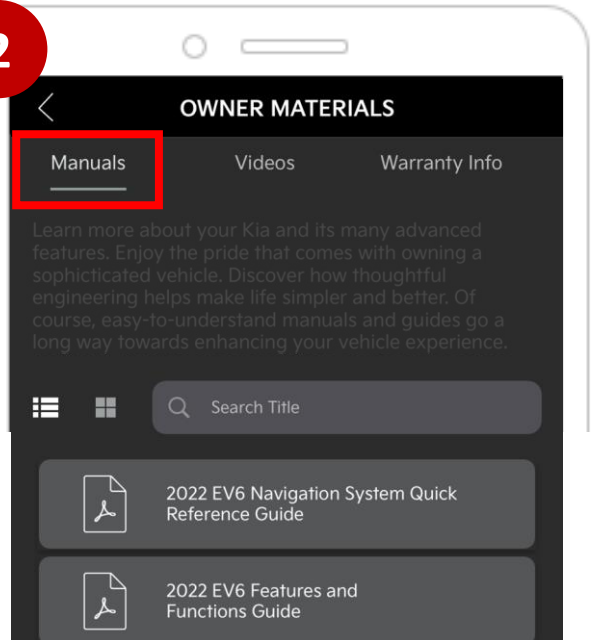 2
OWNER MATERIALS
Manuals Videos Warranty Info
Learn more about your Kia and its many advanced
features. Enjoy the pride that comes with owning a
sophicticated vehicle. Discover how thoughtful
engineering helps make life simpler and better. Of
course, easy-to-understand manuals and guides go a
long way towards enhancing your vehicle experience.
Search Title
2022 EV6 Navigation System Quick
Reference Guide
2022 EV6 Features and
Functions Guide